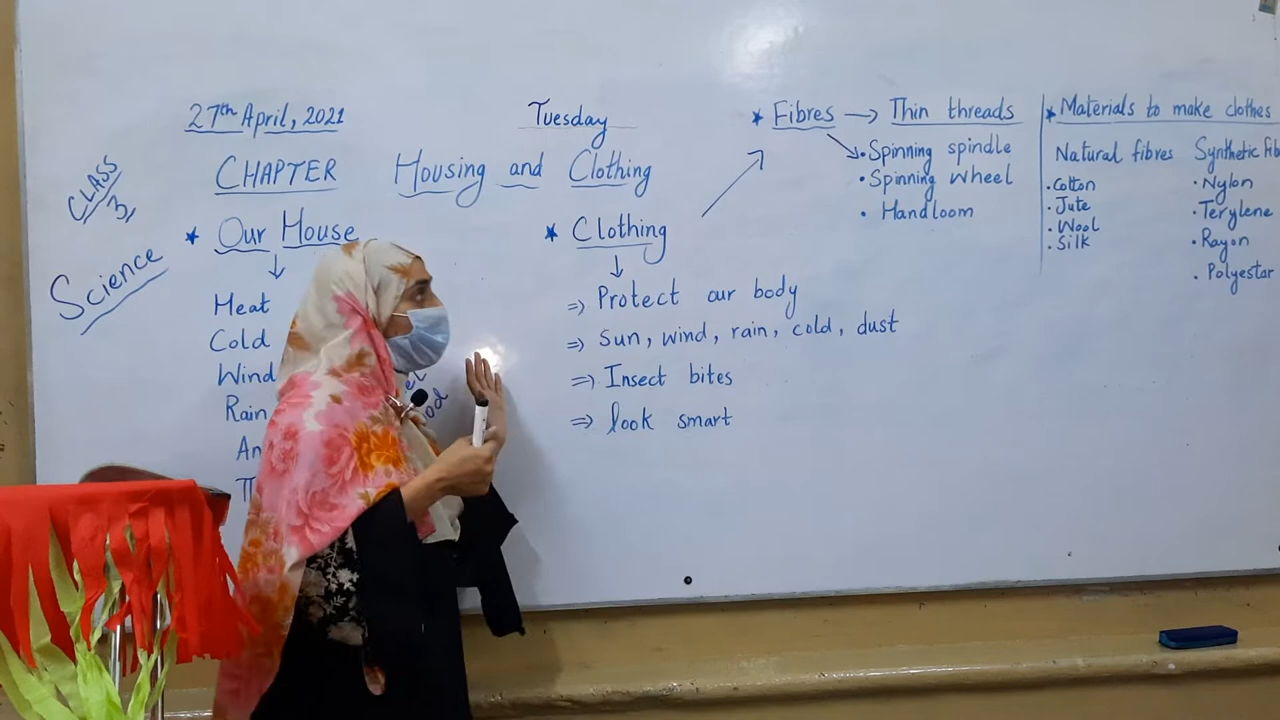 27th April, 2021
Tuesday
CLASS 3
Science
CHAPTER Housing and Clothing
* Our House
↓
Heat
Cold
Wind
Rain
* Clothing
↓
⇒ Protect our body
⇒ Sun, wind, rain, cold, dust
⇒ Insect bites
⇒ look smart
* Fibres → Thin threads
• Spinning spindle
• Spinning wheel
• Handloom
* Materials to make clothes
Natural fibres
• Cotton
• Jute
• Wool
• Silk
Synthetic Fib
• Nylon
• Terylene
• Rayon
• Polyestar